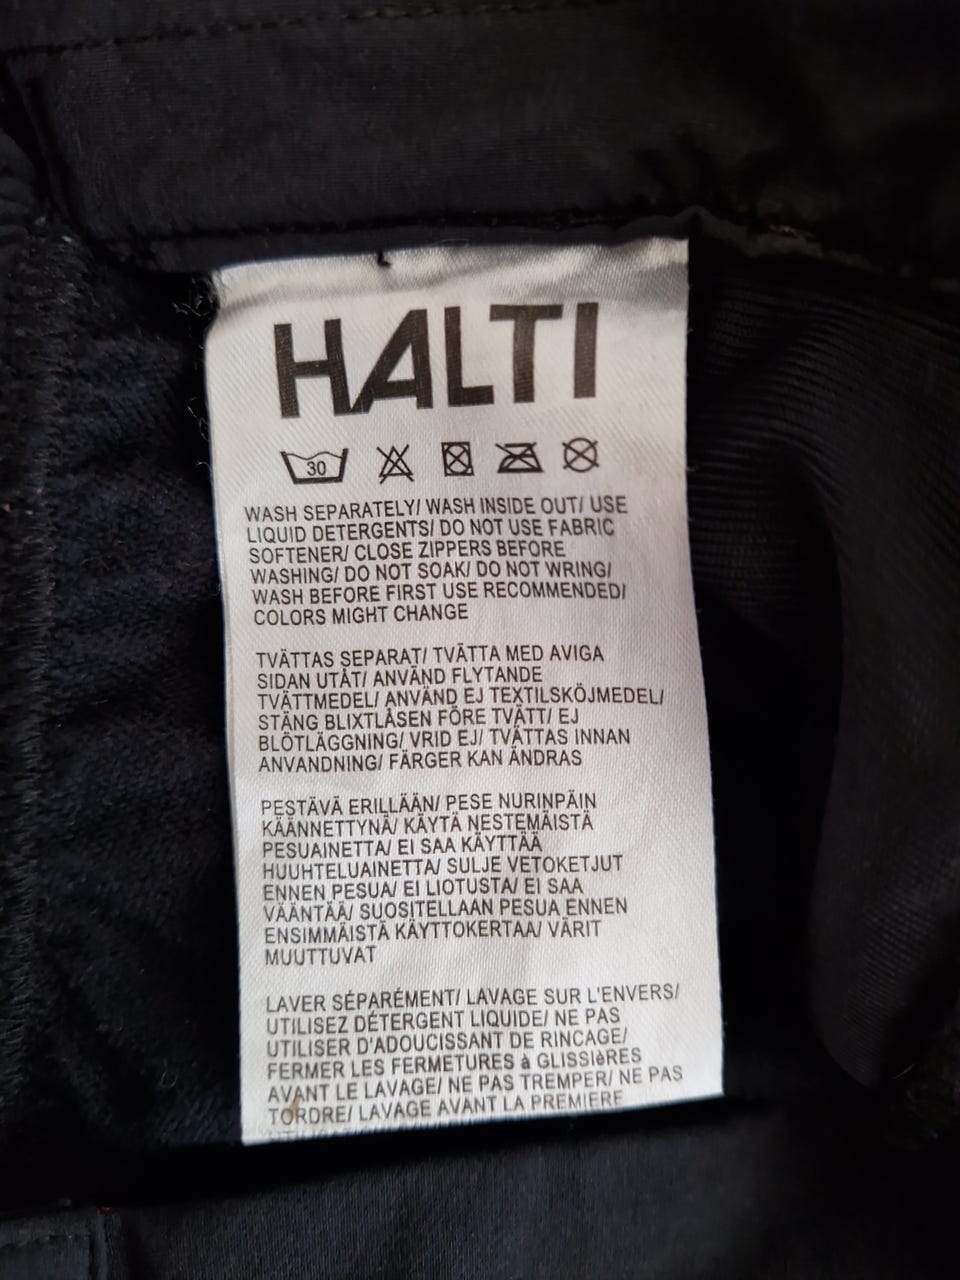 HALTI
30
WASH SEPARATELY/ WASH INSIDE OUT/ USE
LIQUID DETERGENTS/ DO NOT USE FABRIC
SOFTENER/ CLOSE ZIPPERS BEFORE
WASHING/ DO NOT SOAK/ DO NOT WRING/
WASH BEFORE FIRST USE RECOMMENDED/
COLORS MIGHT CHANGE
TVÄTTAS SEPARAT/ TVÄTTA MED AVIGA
SIDAN UTÅT/ ANVÄND FLYTANDE
TVÄTTMEDEL/ ANVÄND EJ TEXTILSKÖJMEDEL/
STÄNG BLIXTLÅSEN FÖRE TVÄTT/ EJ
BLÖTLÄGGNING/ VRID EJ/ TVÄTTAS INNAN
ANVANDNING/ FÄRGER KAN ÄNDRAS
PESTÄVÄ ERILLÄÄN/ PESE NURINPÄIN
KÄÄNNETTYNÄ/ KÄYTÄ NESTEMÄISTÄ
PESUAINETTA/ EI SAA KÄYTTÄÄ
HUUHTELUAINETTA/ SULJE VETOKETJUT
ENNEN PESUA/ EI LIOTUSTA/ EI SAA
VÄÄNTÄÄ/ SUOSITELLAAN PESUA ENNEN
ENSIMMÄISTÄ KÄYTTOKERTAA/ VÄRIT
MUUTTUVAT
LAVER SÉPARÉMENT/ LAVAGE SUR L'ENVERS/
UTILISEZ DÉTERGENT LIQUIDE/ NE PAS
UTILISER D'ADOUCISSANT DE RINCAGE/
FERMER LES FERMETURES à GLISSIèRES
AVANT LE LAVAGE/ NE PAS TREMPER/ NE PAS
TORDRE/ LAVAGE AVANT LA PREMIERE